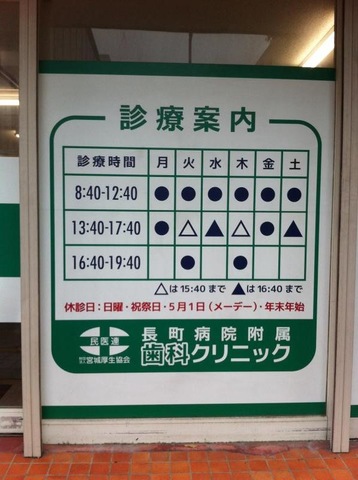 診療案内
診療時間 月 火 水 木 金 土
8:40-12:40 ● ● ● ● ● ●
13:40-17:40 ● △ ▲ △ ● ▲
16:40-19:40 ● ●
△は15:40まで ▲は16:40まで
休診日：日曜・祝祭日・5月1日（メーデー）・年末年始
民医連
宮城厚生協会
長町病院附属
歯科クリニック